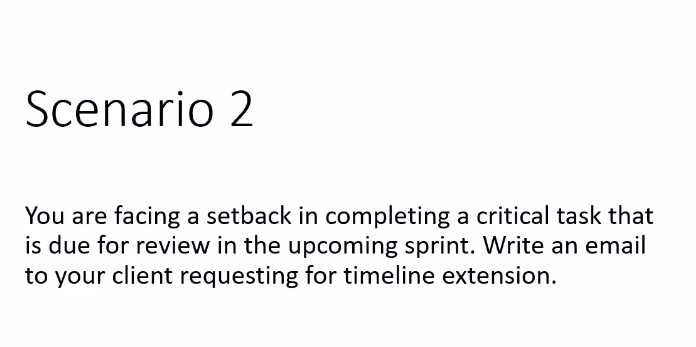 Scenario 2
You are facing a setback in completing a critical task that
is due for review in the upcoming sprint. Write an email
to your client requesting for timeline extension.